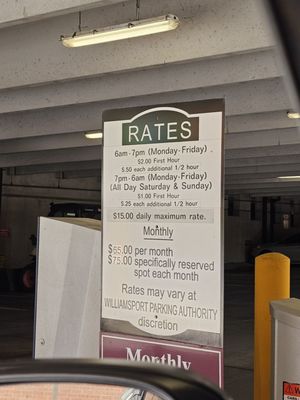 RATES
6am-7pm (Monday-Friday)
$2.00 First Hour
$.50 each additional 1/2 hour
7pm-6am (Monday-Friday)
(All Day Saturday & Sunday)
$1.00 First Hour
$.25 each additional 1/2 hour
$15.00 daily maximum rate.
Monthly
$65.00 per month
$75.00 specifically reserved
spot each month
Rates may vary at
WILLIAMSPORT PARKING AUTHORITY
discretion
Monthly